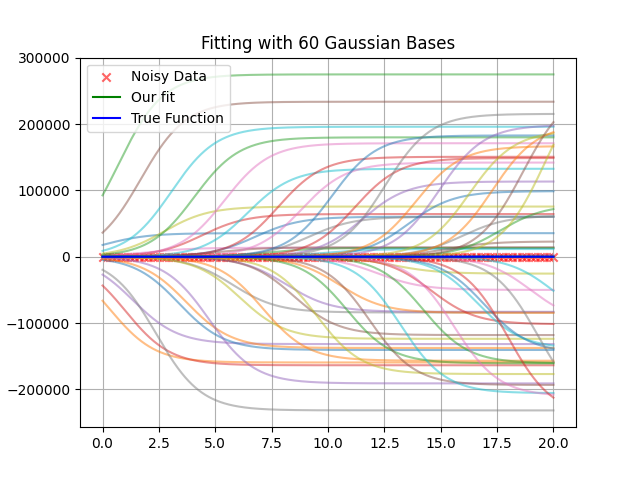 Fitting with 60 Gaussian Bases
300000
200000
100000
0
−100000
−200000
Noisy Data
Our fit
True Function
0.0 2.5 5.0 7.5 10.0 12.5 15.0 17.5 20.0